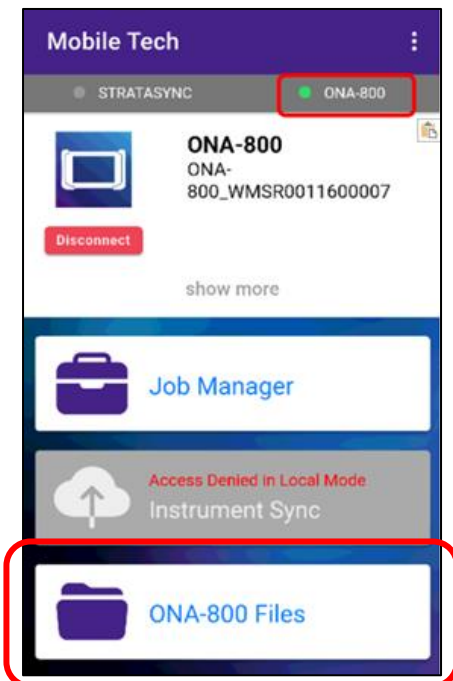 Mobile Tech
STRATASYNC ONA-800
ONA-800
ONA-
800_WMSR0011600007
Disconnect
show more
Job Manager
Access Denied in Local Mode
Instrument Sync
ONA-800 Files